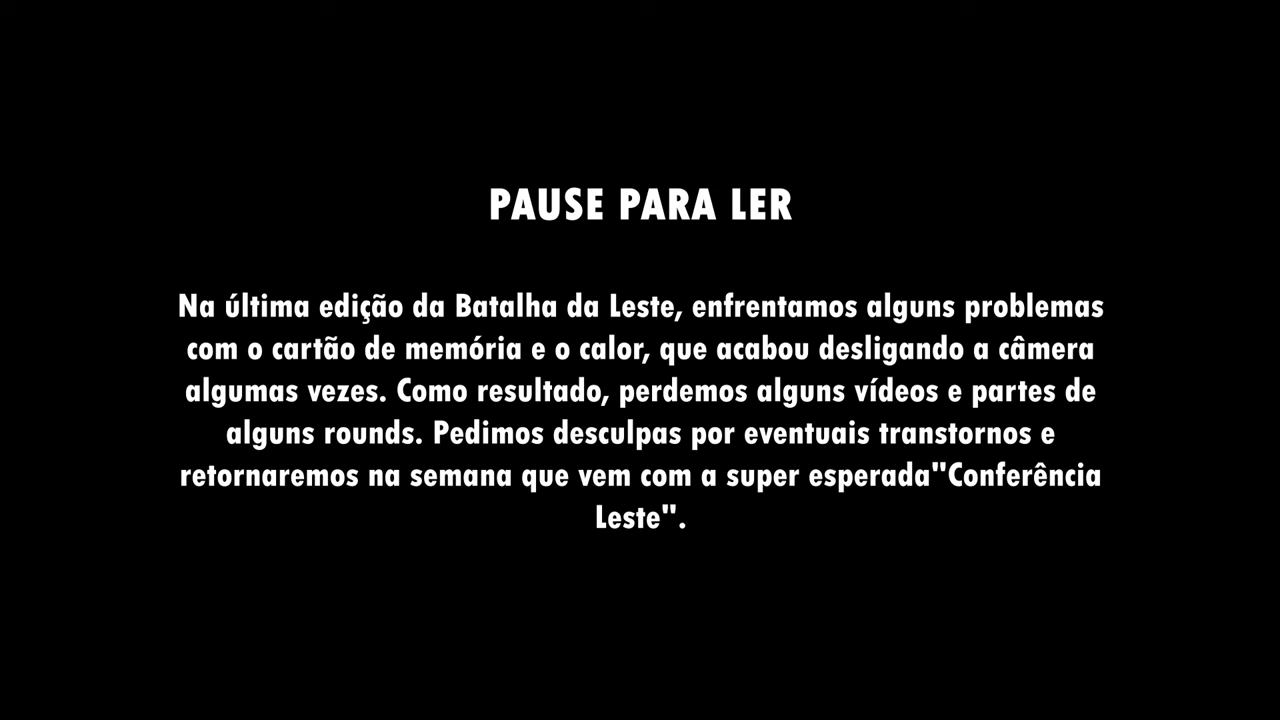 PAUSE PARA LER
Na última edição da Batalha da Leste, enfrentamos alguns problemas
com o cartão de memória e o calor, que acabou desligando a câmera
algumas vezes. Como resultado, perdemos alguns vídeos e partes de
alguns rounds. Pedimos desculpas por eventuais transtornos e
retornaremos na semana que vem com a super esperada"Conferência
Leste".